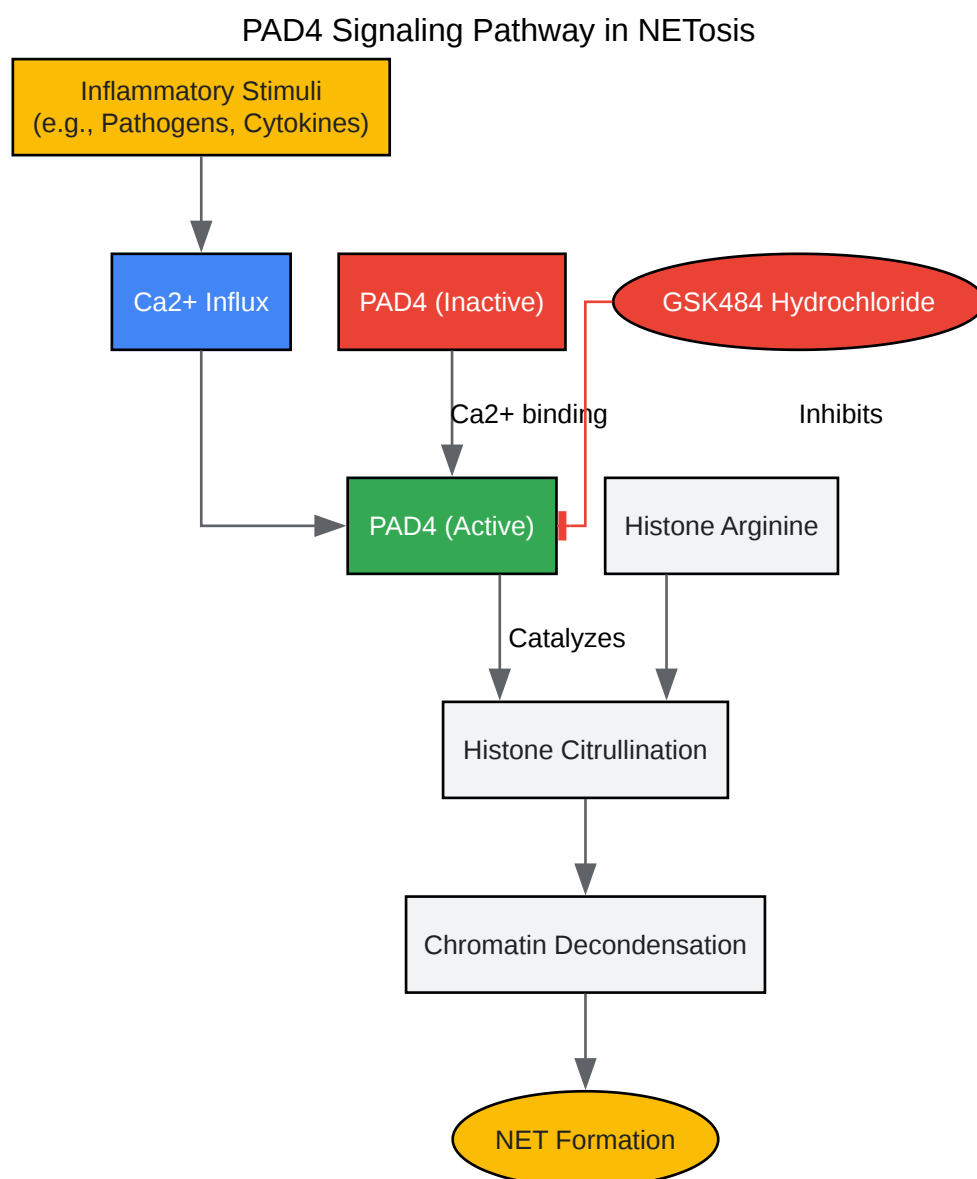 PAD4 Signaling Pathway in NETosis
Inflammatory Stimuli
(e.g., Pathogens, Cytokines)
Ca2+ Influx
PAD4 (Inactive)
GSK484 Hydrochloride
Ca2+ binding
Inhibits
PAD4 (Active)
Histone Arginine
Catalyzes
Histone Citrullination
Chromatin Decondensation
NET Formation